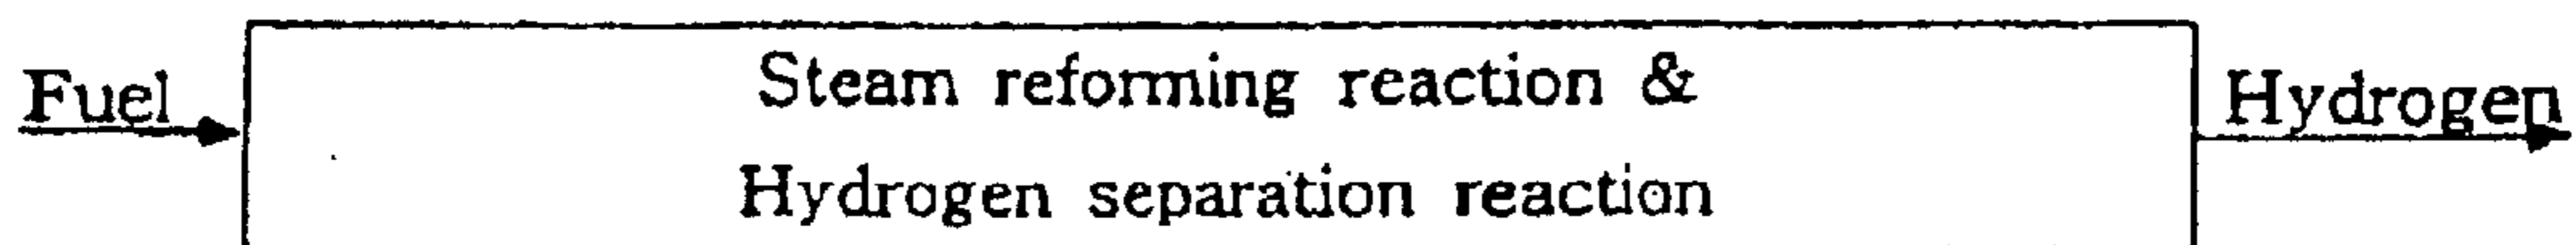 Fuel
Steam reforming reaction &
Hydrogen separation reaction
Hydrogen